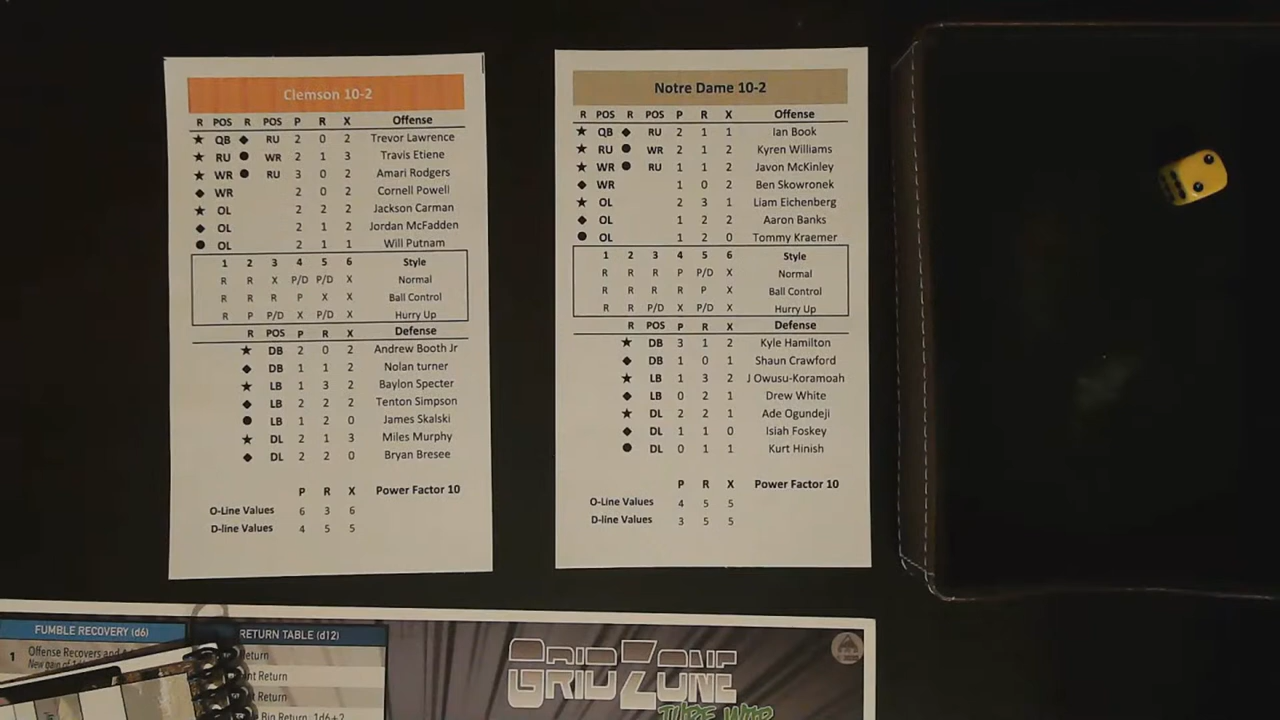 Clemson 10-2
R POS R POS P R X Offense
★ QB ◆ RU 2 0 2 Trevor Lawrence
★ RU ● WR 2 1 3 Travis Etiene
★ WR ● RU 3 0 2 Amari Rodgers
◆ WR 2 0 2 Cornell Powell
★ OL 2 2 2 Jackson Carman
◆ OL 2 1 2 Jordan McFadden
● OL 2 1 1 Will Putnam
1 2 3 4 5 6 Style
R R X P/D P/D X Normal
R R R P X X Ball Control
R P P/D X P/D X Hurry Up
R POS P R X Defense
★ DB 2 0 2 Andrew Booth Jr
◆ DB 1 1 2 Nolan turner
★ LB 1 3 2 Baylon Specter
◆ LB 2 2 2 Tenton Simpson
● LB 1 2 0 James Skalski
★ DL 2 1 3 Miles Murphy
◆ DL 2 2 0 Bryan Bresee
P R X Power Factor 10
O-Line Values 6 3 6
D-line Values 4 5 5
Notre Dame 10-2
R POS R POS P R X Offense
★ QB ◆ RU 2 1 1 Ian Book
★ RU ● WR 2 1 2 Kyren Williams
★ WR ● RU 1 1 2 Javon McKinley
◆ WR 1 0 2 Ben Skowronek
★ OL 2 3 1 Liam Eichenberg
◆ OL 1 2 2 Aaron Banks
● OL 1 2 0 Tommy Kraemer
1 2 3 4 5 6 Style
R R R P P/D X Normal
R R R R P X Ball Control
R R P/D X P/D X Hurry Up
R POS P R X Defense
★ DB 3 1 2 Kyle Hamilton
◆ DB 1 0 1 Shaun Crawford
★ LB 1 3 2 J Owusu-Koramoah
◆ LB 0 2 1 Drew White
★ DL 2 2 1 Ade Ogundeji
◆ DL 1 1 0 Isiah Foskey
● DL 0 1 1 Kurt Hinish
P R X Power Factor 10
O-Line Values 4 5 5
D-line Values 3 5 5
FUMBLE RECOVERY (d6)
1 Offense Recovers and
New
RETURN TABLE (d12)
Return
Return
Return
Big Return, 1d6+2
GRIDZONE
TURF WAR